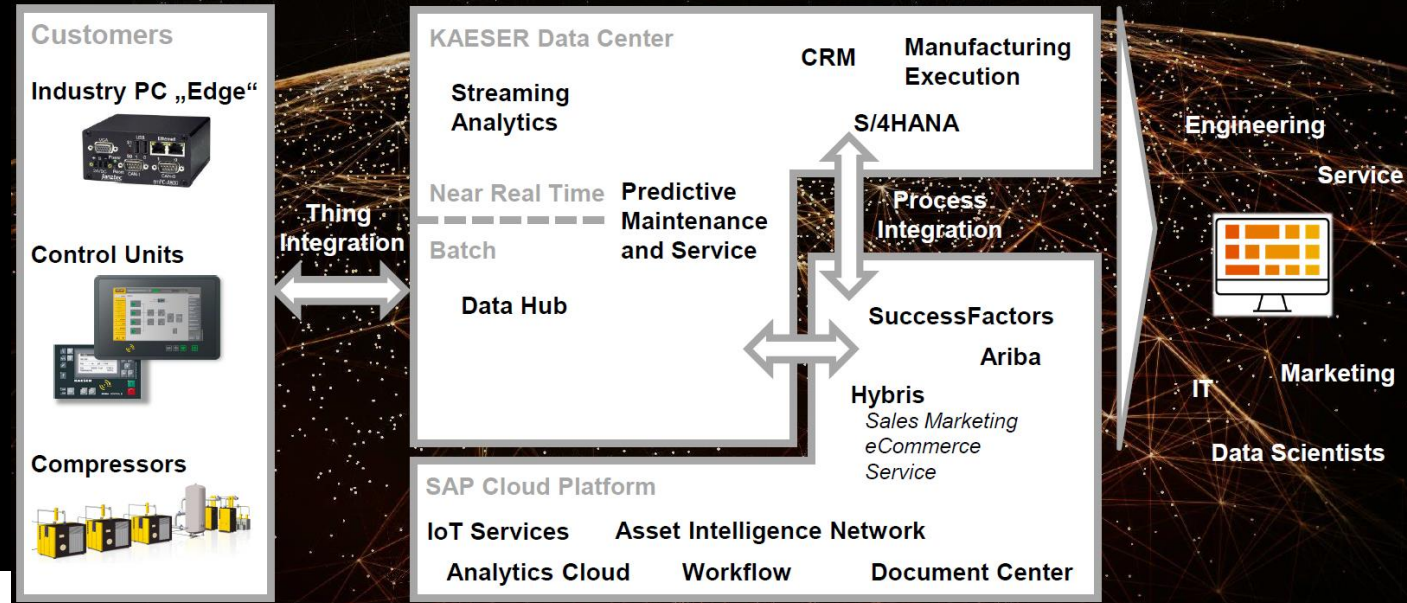 Customers
Industry PC „Edge“
Control Units
Compressors
Thing
Integration
KAESER Data Center
Streaming
Analytics
Near Real Time
Batch
Predictive
Maintenance
and Service
Data Hub
CRM
Manufacturing
Execution
S/4HANA
Process
Integration
SuccessFactors
Ariba
Hybris
Sales Marketing
eCommerce
Service
SAP Cloud Platform
IoT Services
Asset Intelligence Network
Analytics Cloud
Workflow
Document Center
Engineering
Service
Marketing
IT
Data Scientists